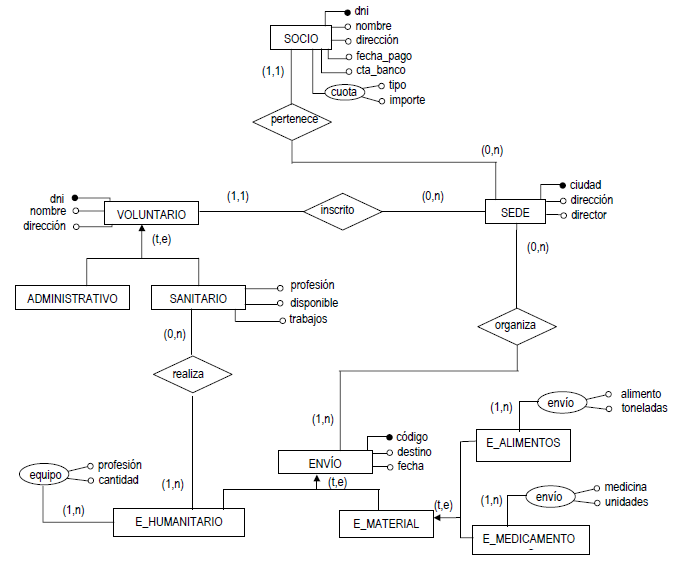 dni
nombre
SOCIO
dirección
fecha_pago
(1,1)
cta_banco
cuota
tipo
importe
pertenece
(0,n)
dni
nombre
dirección
VOLUNTARIO
(1,1)
inscrito
(0,n)
SEDE
ciudad
dirección
director
(t,e)
(0,n)
ADMINISTRATIVO
SANITARIO
profesión
disponible
trabajos
(0,n)
organiza
realiza
(1,n)
envío
alimento
toneladas
(1,n)
código
destino
fecha
ENVÍO
E_ALIMENTOS
equipo
profesión
cantidad
(1,n)
(t,e)
(1,n)
envío
medicina
unidades
(1,n)
(t,e)
E_HUMANITARIO
E_MATERIAL
E_MEDICAMENTO
-